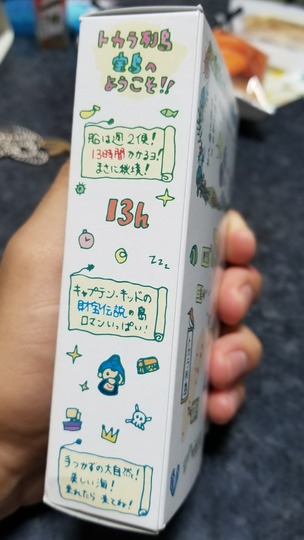 トカラ列島
宝島へ
ようこそ!!
船は週2便!
13時間かかるヨ!
まさに秘境!
13h
zzz
キャプテン・キッドの
財宝伝説の島
ロマンいっぱい!
手つかずの大自然!
美しい海!
来れたら来てね!